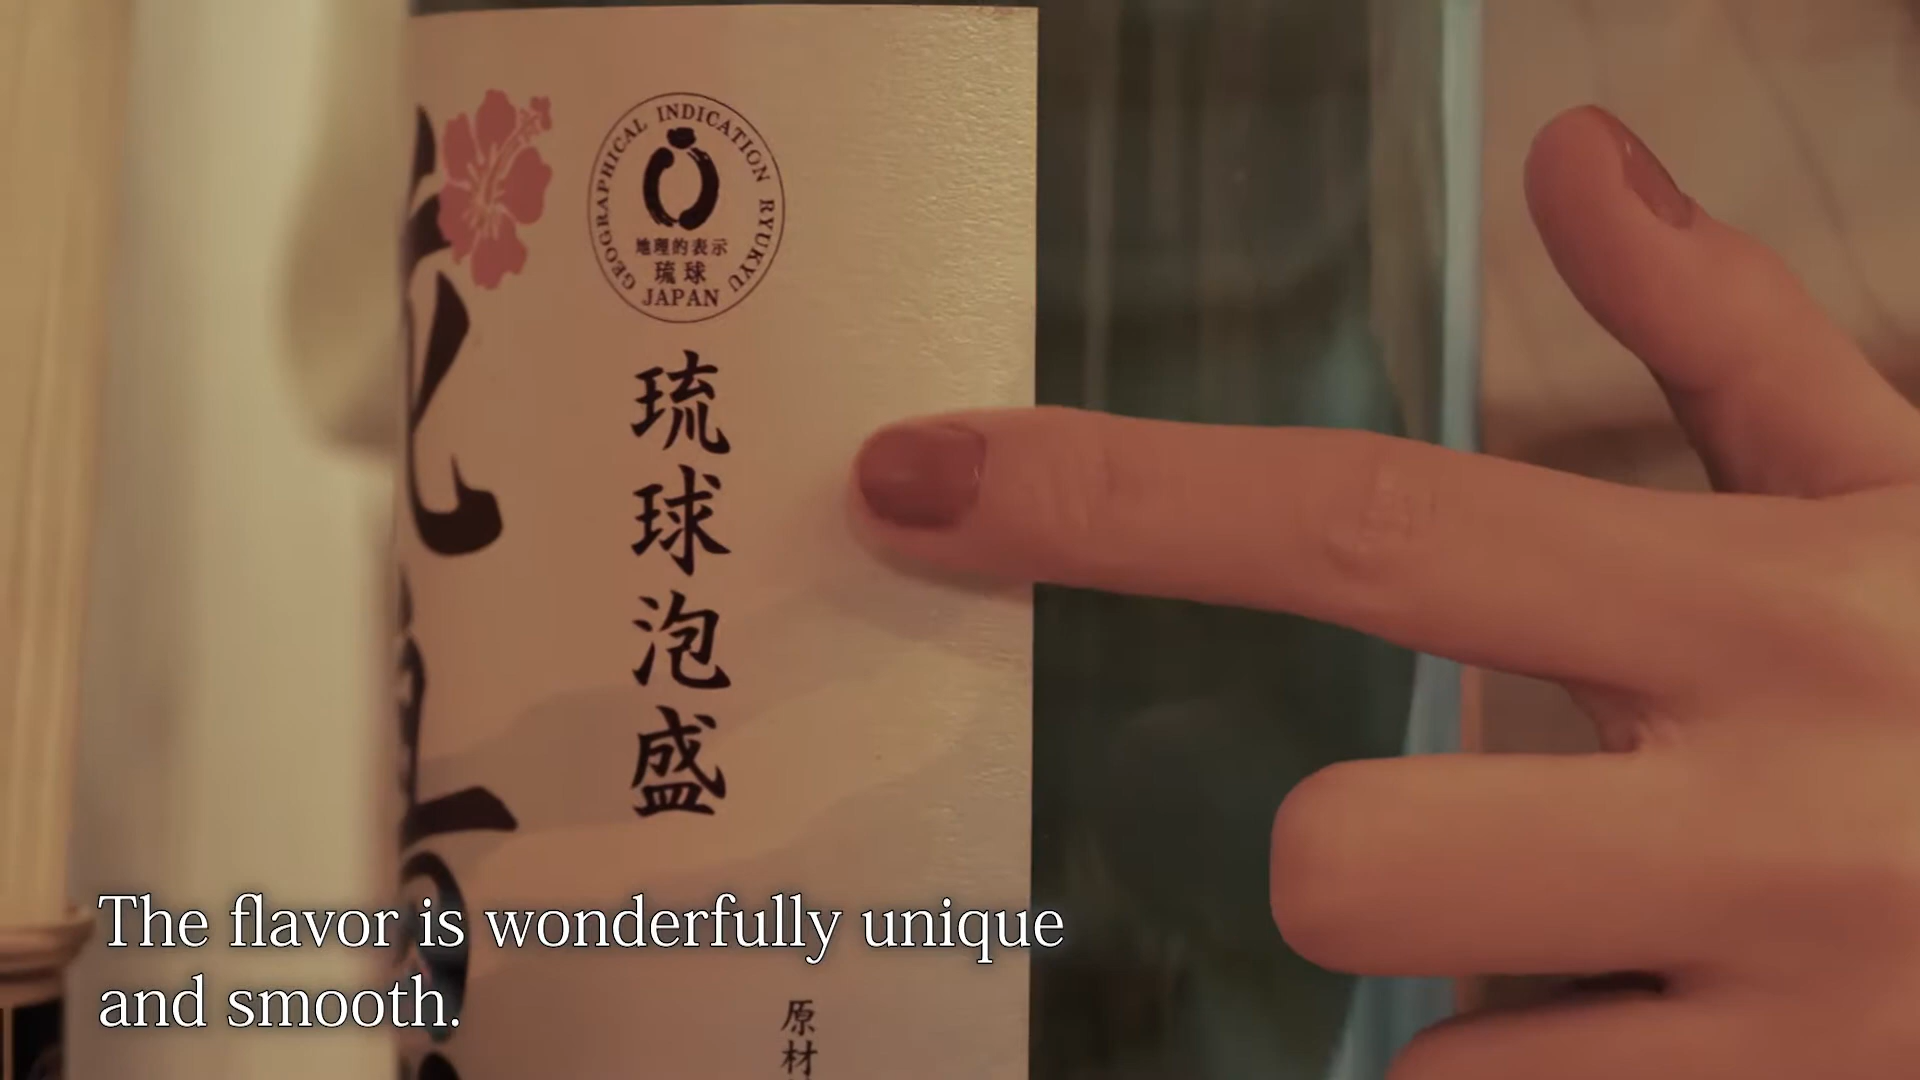 GEOGRAPHICAL INDICATION RYUKYU
地理的表示
琉球
JAPAN
琉球泡盛
原材
The flavor is wonderfully unique
and smooth.